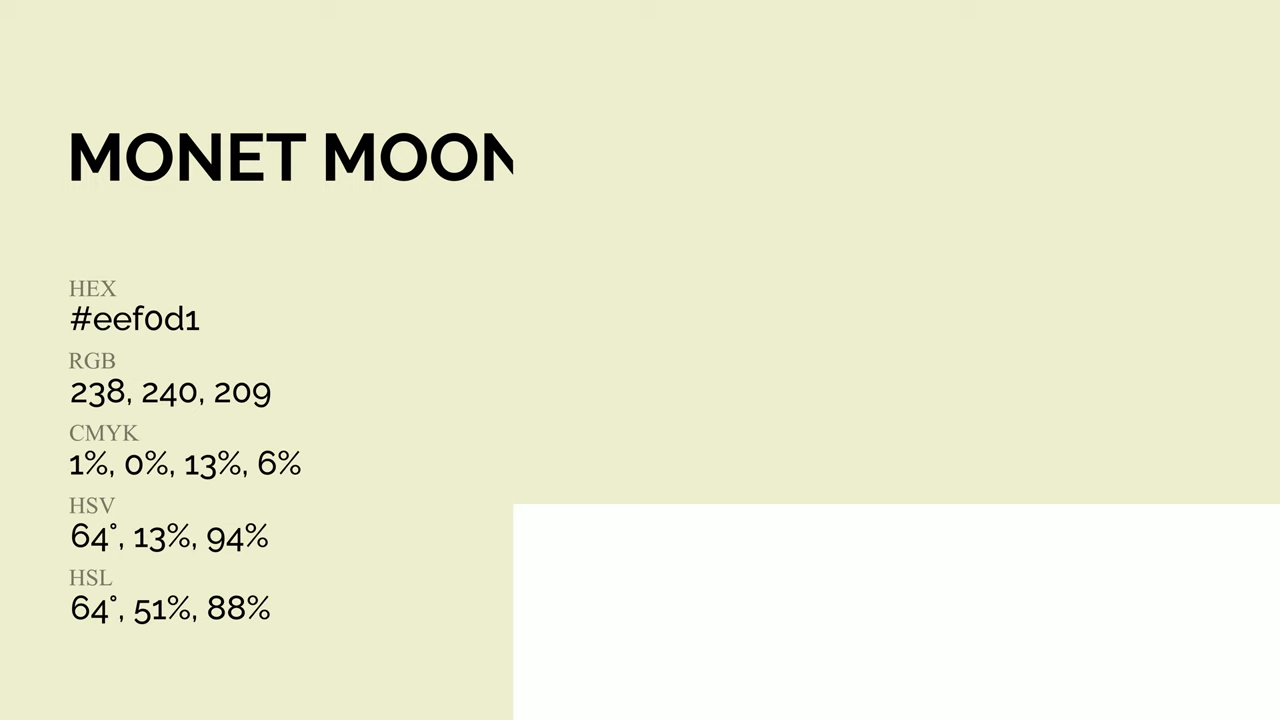 MONET MOON
HEX
#eef0d1
RGB
238, 240, 209
CMYK
1%, 0%, 13%, 6%
HSV
64°, 13%, 94%
HSL
64°, 51%, 88%